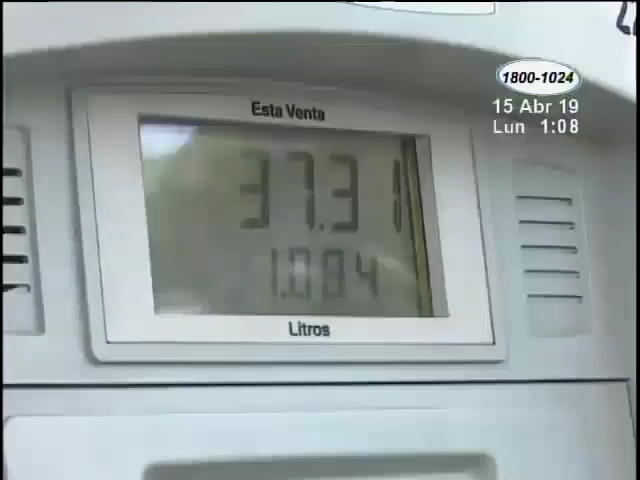 1800-1024
15 Abr 19
Lun 1:08
Esta Venta
37.31
1.084
Litros